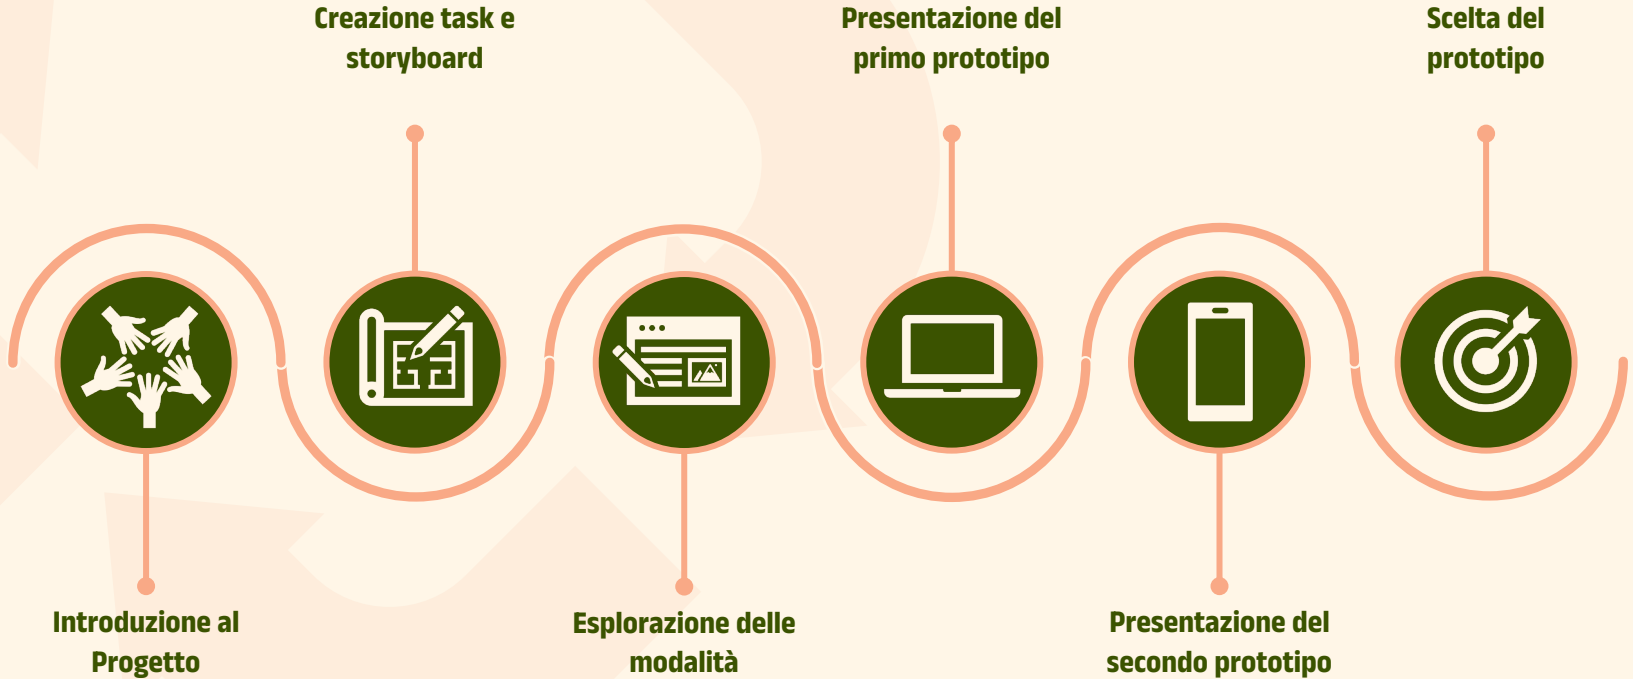 Creazione task e
storyboard
Presentazione del
primo prototipo
Scelta del
prototipo
Introduzione al
Progetto
Esplorazione delle
modalità
Presentazione del
secondo prototipo